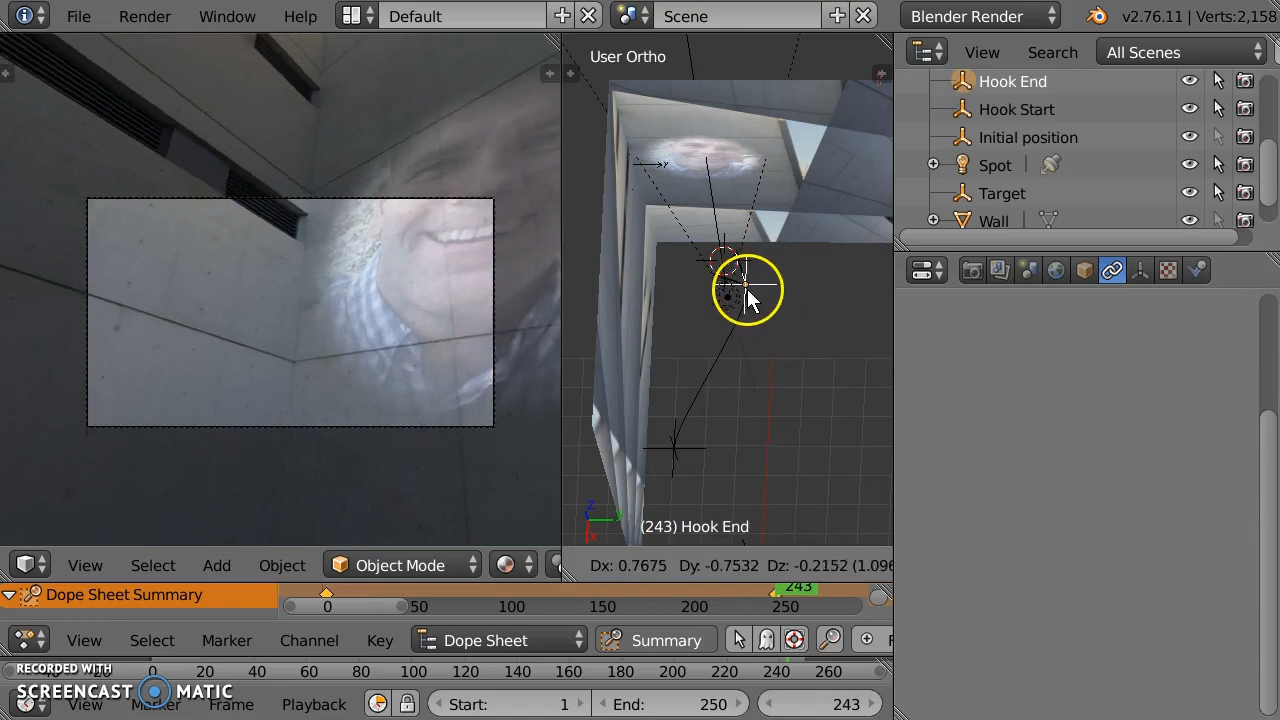 File Render Window Help Default Scene Blender Render v2.76.11 | Verts:2,158
User Ortho
View Search All Scenes
Hook End
Hook Start
Initial position
Spot
Target
Wall
y
z
y
x
(243) Hook End
View Select Add Object Object Mode Dx: 0.7675 Dy: -0.7532 Dz: -0.2152 (1.096
Dope Sheet Summary 243
0 50 100 150 200 250
View Select Marker Channel Key Dope Sheet Summary
0 20 40 60 80 100 120 140 160 180 200 220 240 260
RECORDED WITH
SCREENCAST MATIC
View Marker Frame Playback Start: 1 End: 250 243